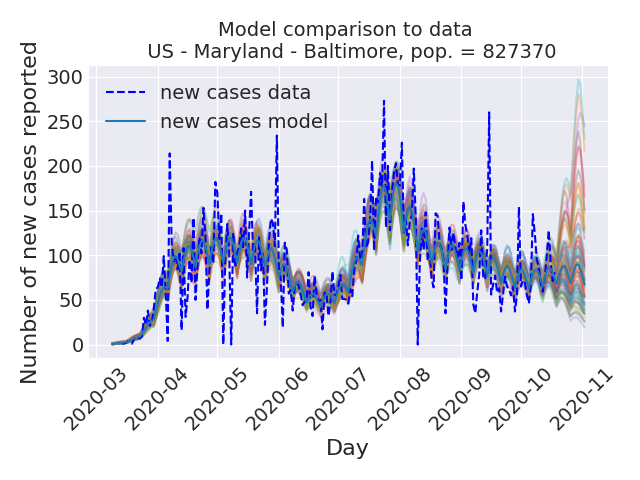 Model comparison to data
US - Maryland - Baltimore, pop. = 827370
Number of new cases reported
300
250
200
150
100
50
0
new cases data
new cases model
2020-03
2020-04
2020-05
2020-06
2020-07
2020-08
2020-09
2020-10
2020-11
Day